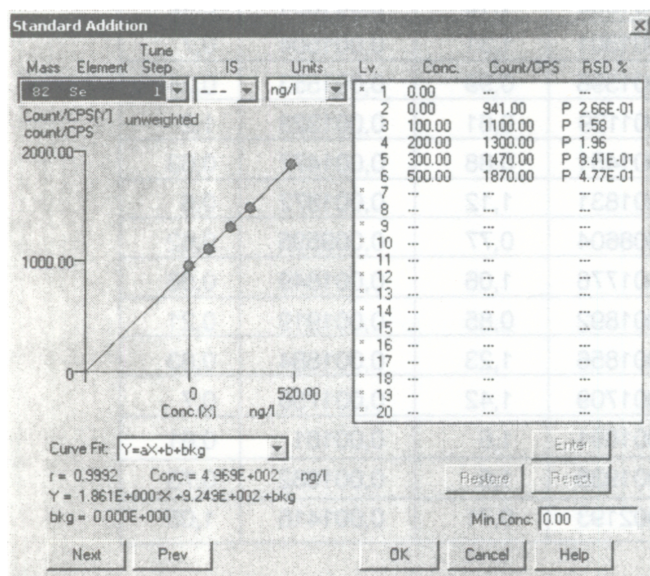 Standard Addition
Mass Element Tune Step IS Units
82 Se 1 --- ng/l
Count/CPS[Y] unweighted
count/CPS
2000.00
1000.00
0
0 520.00
Conc.(X) ng/l
Lv. Conc. Count/CPS RSD %
* 1 0.00
2 0.00 941.00 P 2.66E-01
3 100.00 1100.00 P 1.58
4 200.00 1300.00 P 1.96
5 300.00 1470.00 P 8.41E-01
6 500.00 1870.00 P 4.77E-01
* 7 --- --- ---
* 8 --- --- ---
* 9 --- --- ---
* 10 --- --- ---
* 11 --- --- ---
* 12 --- --- ---
* 13 --- --- ---
* 14 --- --- ---
* 15 --- --- ---
* 16 --- --- ---
* 17 --- --- ---
* 18 --- --- ---
* 19 --- --- ---
* 20 --- --- ---
Curve Fit: Y=aX+b+bkg
r = 0.9992 Conc.= 4.969E+002 ng/l
Y = 1.861E+000*X +9.249E+002 +bkg
bkg = 0.000E+000
Enter
Restore Reject
Min Conc: 0.00
Next Prev OK Cancel Help